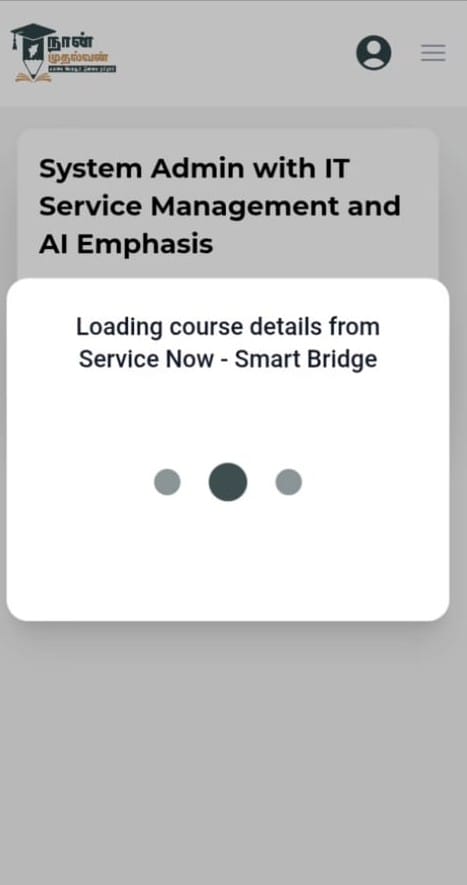 நான்
முதல்வன்
System Admin with IT
Service Management and
AI Emphasis
Loading course details from
Service Now - Smart Bridge